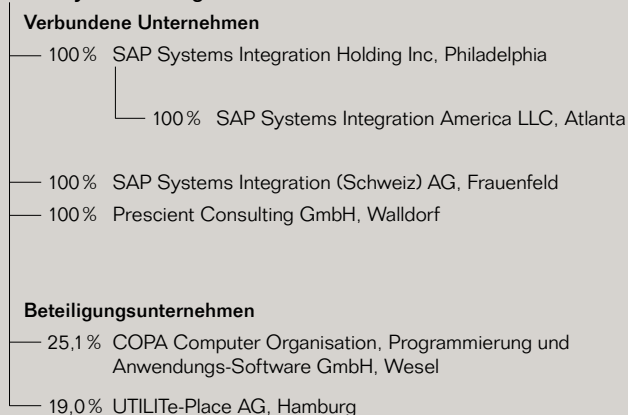 Verbundene Unternehmen
100% SAP Systems Integration Holding Inc, Philadelphia
100% SAP Systems Integration America LLC, Atlanta
100% SAP Systems Integration (Schweiz) AG, Frauenfeld
100% Prescient Consulting GmbH, Walldorf
Beteiligungsunternehmen
25,1% COPA Computer Organisation, Programmierung und
Anwendungs-Software GmbH, Wesel
19,0% UTILITe-Place AG, Hamburg